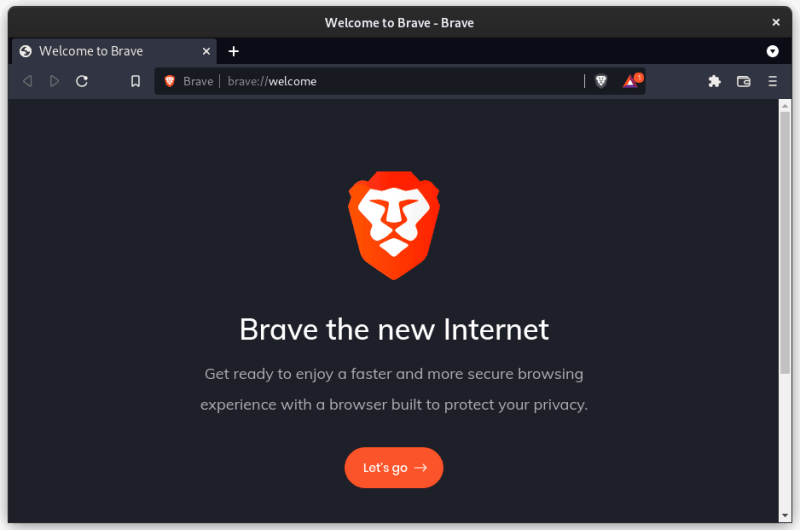 Welcome to Brave - Brave
Welcome to Brave
Brave brave://welcome
1
Brave the new Internet
Get ready to enjoy a faster and more secure browsing
experience with a browser built to protect your privacy.
Let's go